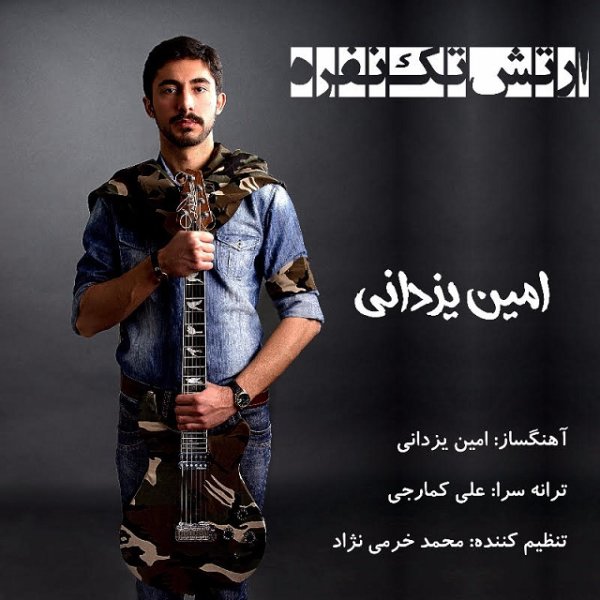 ارتش تک نفره
امین یزدانی
آهنگساز: امین یزدانی
ترانه سرا: علی کمارجی
تنظیم کننده: محمد خرمی نژاد